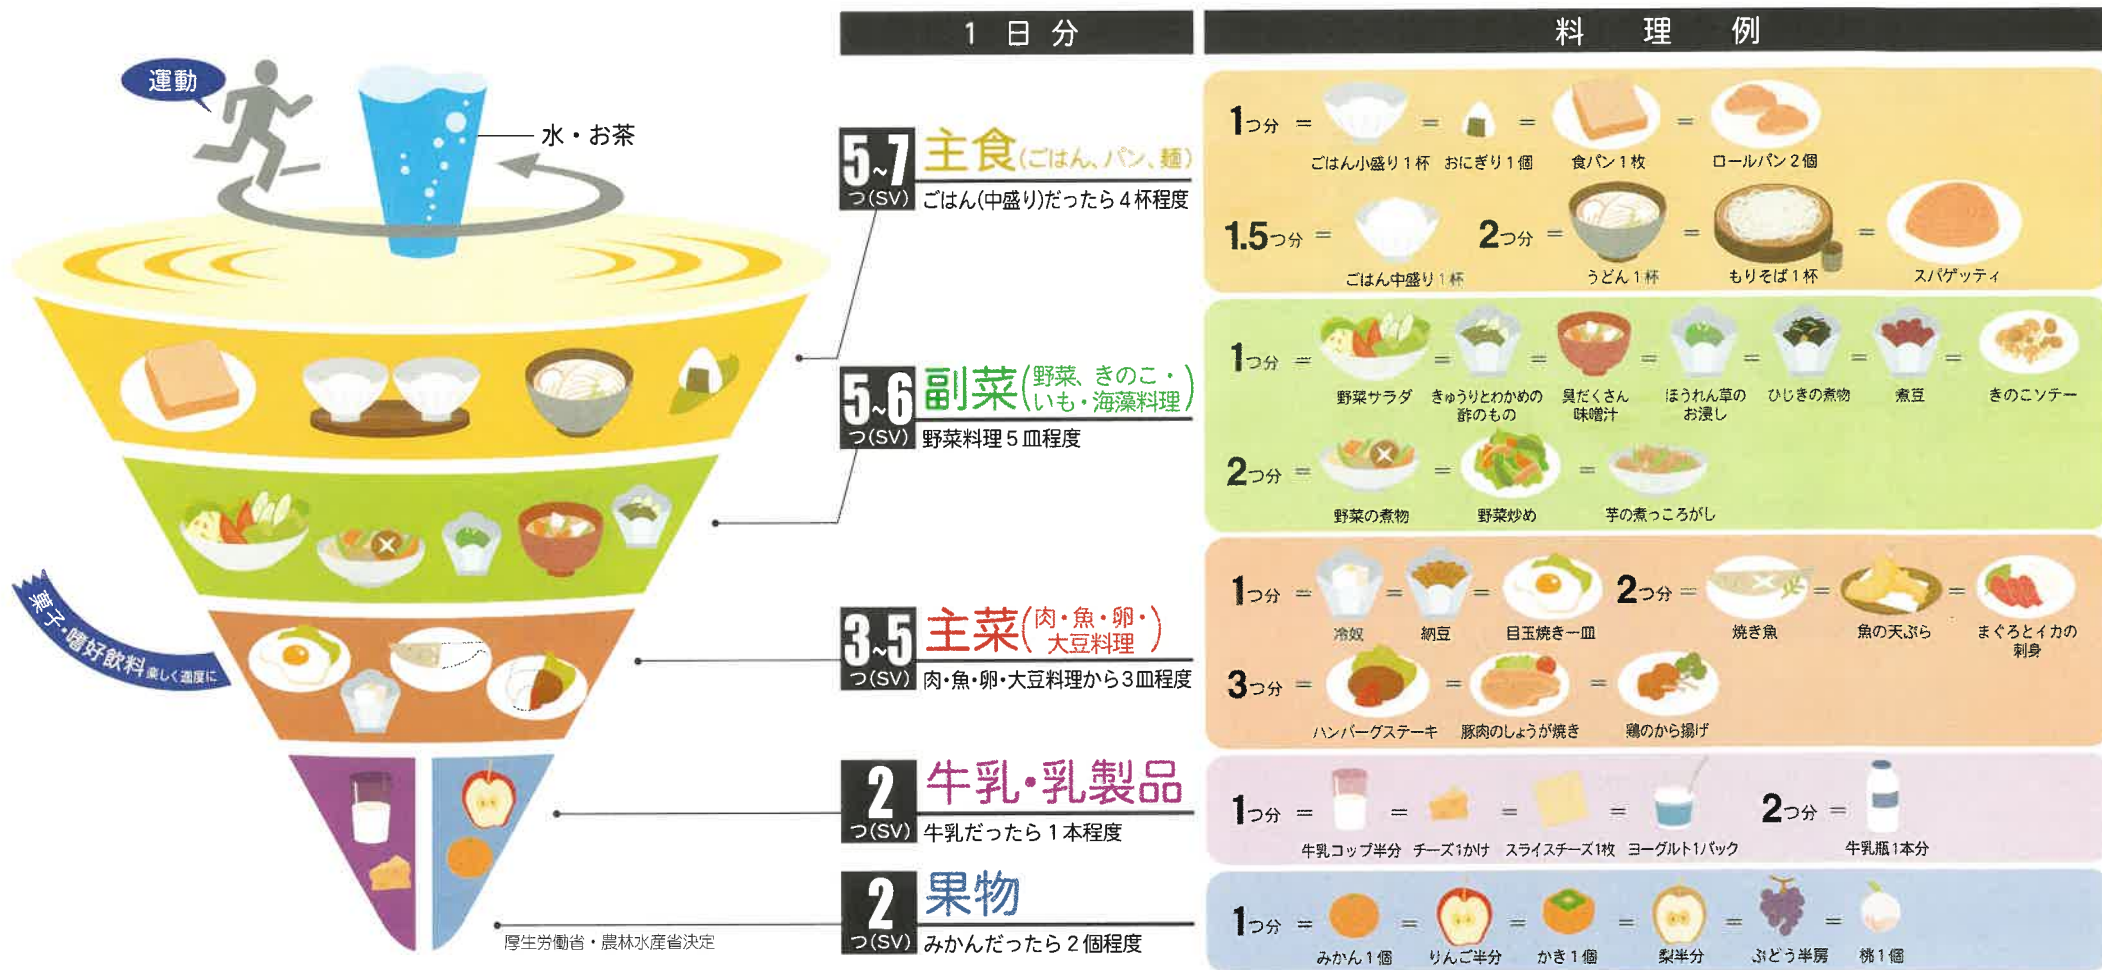 1日分
料理例
運動
水・お茶
5~7
つ(SV)
主食(ごはん、パン、麺)
ごはん(中盛り)だったら4杯程度
1つ分 = = = =
ごはん小盛り1杯 おにぎり1個 食パン1枚 ロールパン2個
1.5つ分 = 2つ分 = = =
ごはん中盛り1杯 うどん1杯 もりそば1杯 スパゲッティ
5~6
つ(SV)
副菜(野菜、きのこ・
いも・海藻料理)
野菜料理5皿程度
1つ分 = = = = = = =
野菜サラダ きゅうりとわかめの 具だくさん ほうれん草の ひじきの煮物 煮豆 きのこソテー
酢のもの 味噌汁 お浸し
2つ分 = = =
野菜の煮物 野菜炒め 芋の煮っころがし
菓子・嗜好飲料 楽しく適度に
3~5
つ(SV)
主菜(肉・魚・卵・
大豆料理)
肉・魚・卵・大豆料理から3皿程度
1つ分 = = = 2つ分 = = =
冷奴 納豆 目玉焼き一皿 焼き魚 魚の天ぷら まぐろとイカの
刺身
3つ分 = = =
ハンバーグステーキ 豚肉のしょうが焼き 鶏のから揚げ
2
つ(SV)
牛乳・乳製品
牛乳だったら1本程度
1つ分 = = = = 2つ分 =
牛乳コップ半分 チーズ1かけ スライスチーズ1枚 ヨーグルト1パック 牛乳瓶1本分
2
つ(SV)
果物
みかんだったら2個程度
1つ分 = = = = = =
みかん1個 りんご半分 かき1個 梨半分 ぶどう半房 桃1個
厚生労働省・農林水産省決定